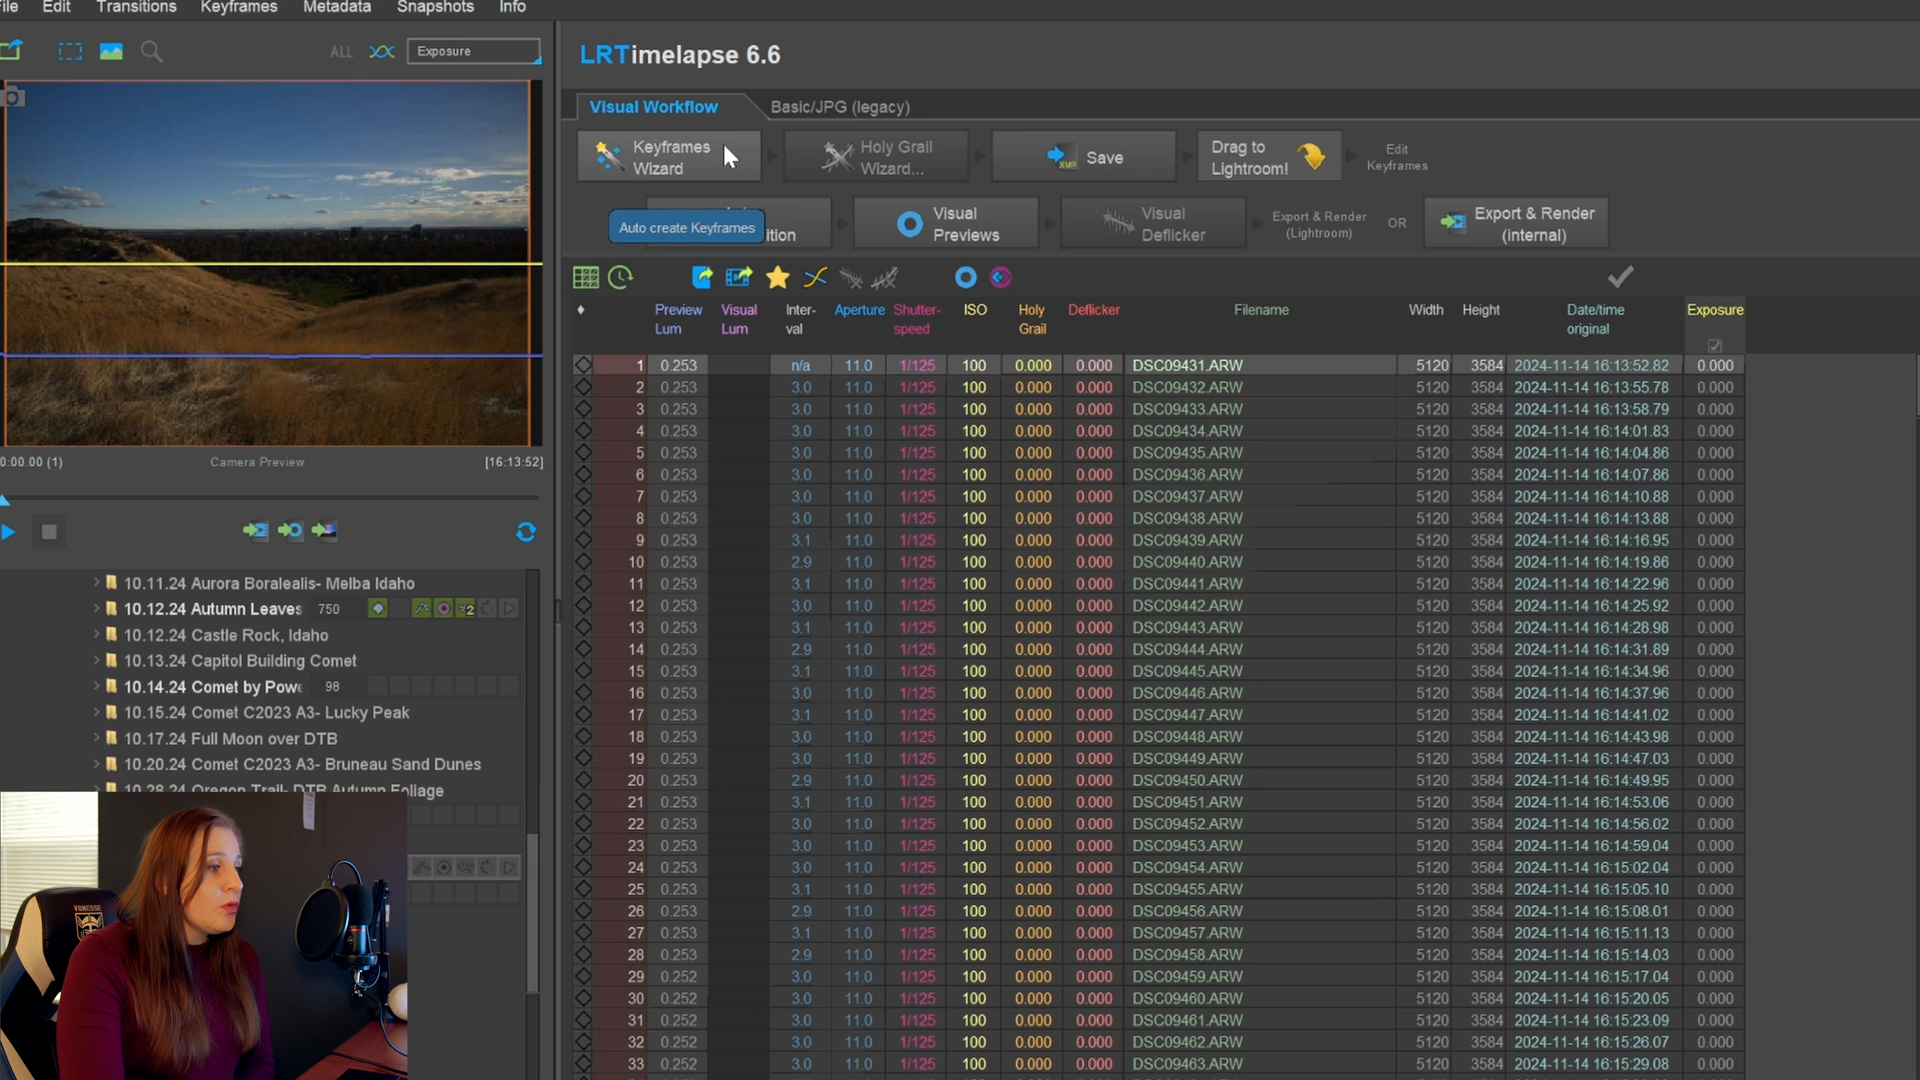 File Edit Transitions Keyframes Metadata Snapshots Info
ALL Exposure
LRTimelapse 6.6
Visual Workflow Basic/JPG (legacy)
Keyframes Wizard Holy Grail Wizard... Save Drag to Lightroom! Edit Keyframes
Auto create Keyframes Visual Previews Visual Deflicker Export & Render (Lightroom) OR Export & Render (internal)
Preview Lum Visual Lum Inter-val Aperture Shutter-speed ISO Holy Grail Deflicker Filename Width Height Date/time original Exposure
1 0.253 n/a 11.0 1/125 100 0.000 0.000 DSC09431.ARW 5120 3584 2024-11-14 16:13:52.82 0.000
2 0.253 3.0 11.0 1/125 100 0.000 0.000 DSC09432.ARW 5120 3584 2024-11-14 16:13:55.78 0.000
3 0.253 3.0 11.0 1/125 100 0.000 0.000 DSC09433.ARW 5120 3584 2024-11-14 16:13:58.79 0.000
4 0.253 3.0 11.0 1/125 100 0.000 0.000 DSC09434.ARW 5120 3584 2024-11-14 16:14:01.83 0.000
5 0.253 3.0 11.0 1/125 100 0.000 0.000 DSC09435.ARW 5120 3584 2024-11-14 16:14:04.86 0.000
6 0.253 3.0 11.0 1/125 100 0.000 0.000 DSC09436.ARW 5120 3584 2024-11-14 16:14:07.86 0.000
7 0.253 3.0 11.0 1/125 100 0.000 0.000 DSC09437.ARW 5120 3584 2024-11-14 16:14:10.88 0.000
8 0.253 3.0 11.0 1/125 100 0.000 0.000 DSC09438.ARW 5120 3584 2024-11-14 16:14:13.88 0.000
9 0.253 3.1 11.0 1/125 100 0.000 0.000 DSC09439.ARW 5120 3584 2024-11-14 16:14:16.95 0.000
10 0.253 2.9 11.0 1/125 100 0.000 0.000 DSC09440.ARW 5120 3584 2024-11-14 16:14:19.86 0.000
11 0.253 3.1 11.0 1/125 100 0.000 0.000 DSC09441.ARW 5120 3584 2024-11-14 16:14:22.96 0.000
12 0.253 3.0 11.0 1/125 100 0.000 0.000 DSC09442.ARW 5120 3584 2024-11-14 16:14:25.92 0.000
13 0.253 3.1 11.0 1/125 100 0.000 0.000 DSC09443.ARW 5120 3584 2024-11-14 16:14:28.98 0.000
14 0.253 2.9 11.0 1/125 100 0.000 0.000 DSC09444.ARW 5120 3584 2024-11-14 16:14:31.89 0.000
15 0.253 3.1 11.0 1/125 100 0.000 0.000 DSC09445.ARW 5120 3584 2024-11-14 16:14:34.96 0.000
16 0.253 3.0 11.0 1/125 100 0.000 0.000 DSC09446.ARW 5120 3584 2024-11-14 16:14:37.96 0.000
17 0.253 3.1 11.0 1/125 100 0.000 0.000 DSC09447.ARW 5120 3584 2024-11-14 16:14:41.02 0.000
18 0.253 3.0 11.0 1/125 100 0.000 0.000 DSC09448.ARW 5120 3584 2024-11-14 16:14:43.98 0.000
19 0.253 3.0 11.0 1/125 100 0.000 0.000 DSC09449.ARW 5120 3584 2024-11-14 16:14:47.03 0.000
20 0.253 2.9 11.0 1/125 100 0.000 0.000 DSC09450.ARW 5120 3584 2024-11-14 16:14:49.95 0.000
21 0.253 3.1 11.0 1/125 100 0.000 0.000 DSC09451.ARW 5120 3584 2024-11-14 16:14:53.06 0.000
22 0.253 3.0 11.0 1/125 100 0.000 0.000 DSC09452.ARW 5120 3584 2024-11-14 16:14:56.02 0.000
23 0.253 3.0 11.0 1/125 100 0.000 0.000 DSC09453.ARW 5120 3584 2024-11-14 16:14:59.04 0.000
24 0.253 3.0 11.0 1/125 100 0.000 0.000 DSC09454.ARW 5120 3584 2024-11-14 16:15:02.04 0.000
25 0.253 3.1 11.0 1/125 100 0.000 0.000 DSC09455.ARW 5120 3584 2024-11-14 16:15:05.10 0.000
26 0.253 2.9 11.0 1/125 100 0.000 0.000 DSC09456.ARW 5120 3584 2024-11-14 16:15:08.01 0.000
27 0.253 3.1 11.0 1/125 100 0.000 0.000 DSC09457.ARW 5120 3584 2024-11-14 16:15:11.13 0.000
28 0.253 2.9 11.0 1/125 100 0.000 0.000 DSC09458.ARW 5120 3584 2024-11-14 16:15:14.03 0.000
29 0.252 3.0 11.0 1/125 100 0.000 0.000 DSC09459.ARW 5120 3584 2024-11-14 16:15:17.04 0.000
30 0.252 3.0 11.0 1/125 100 0.000 0.000 DSC09460.ARW 5120 3584 2024-11-14 16:15:20.05 0.000
31 0.252 3.0 11.0 1/125 100 0.000 0.000 DSC09461.ARW 5120 3584 2024-11-14 16:15:23.09 0.000
32 0.252 3.0 11.0 1/125 100 0.000 0.000 DSC09462.ARW 5120 3584 2024-11-14 16:15:26.07 0.000
33 0.252 3.0 11.0 1/125 100 0.000 0.000 DSC09463.ARW 5120 3584 2024-11-14 16:15:29.08 0.000
0:00.00 (1) Camera Preview [16:13:52]
10.11.24 Aurora Boralealis- Melba Idaho
10.12.24 Autumn Leaves 750
10.12.24 Castle Rock, Idaho
10.13.24 Capitol Building Comet
10.14.24 Comet by Powe 98
10.15.24 Comet C2023 A3- Lucky Peak
10.17.24 Full Moon over DTB
10.20.24 Comet C2023 A3- Bruneau Sand Dunes
10.28.24 Oregon Trail- DTB Autumn Foliage
VONESSE